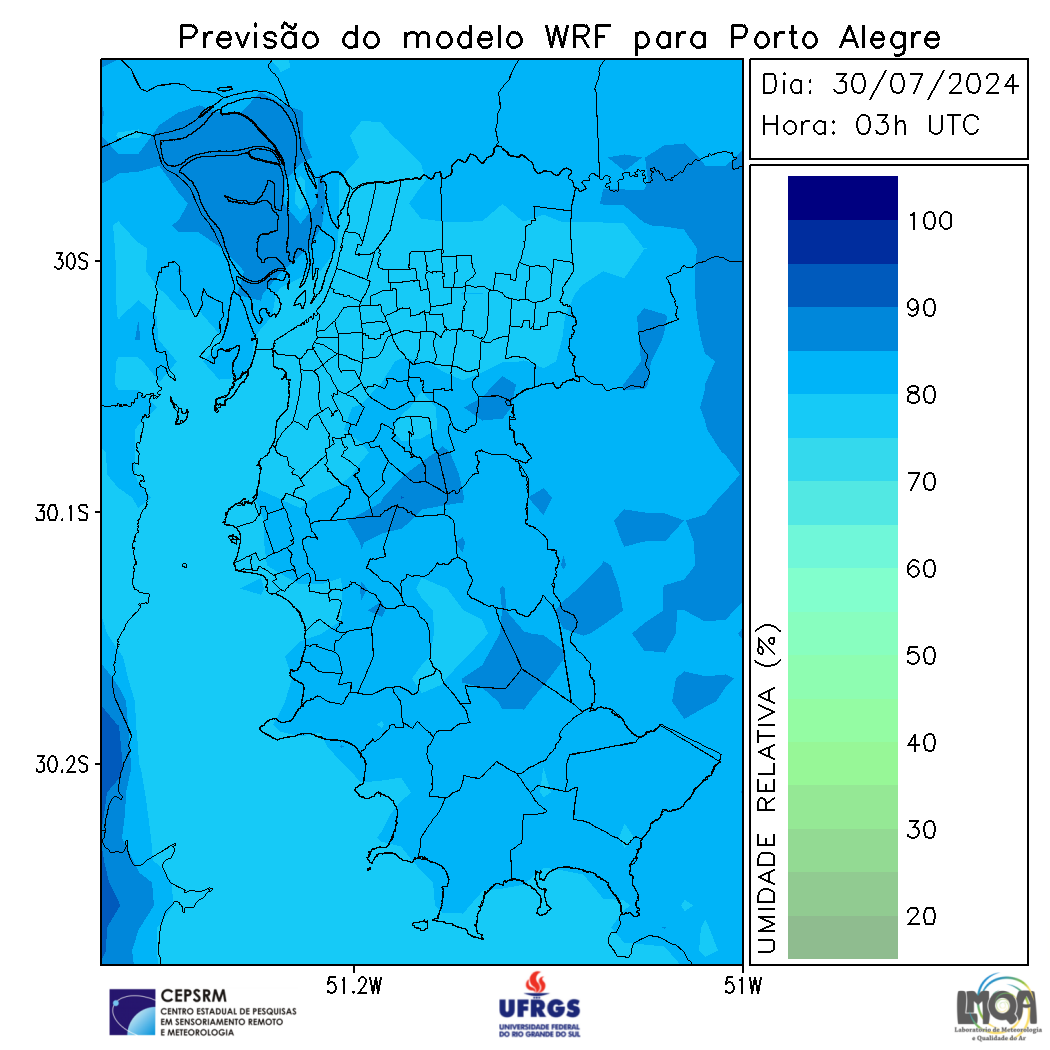 Previsão do modelo WRF para Porto Alegre
Dia: 30/07/2024
Hora: 03h UTC
100
90
80
70
60
50
40
30
20
UMIDADE RELATIVA (%)
30S
30.1S
30.2S
51.2W
51W
CEPSRM
CENTRO ESTADUAL DE PESQUISAS
EM SENSORIAMENTO REMOTO
E METEOROLOGIA
UFRGS
UNIVERSIDADE FEDERAL
DO RIO GRANDE DO SUL
LMQA
Laboratório de Meteorologia
e Qualidade do Ar